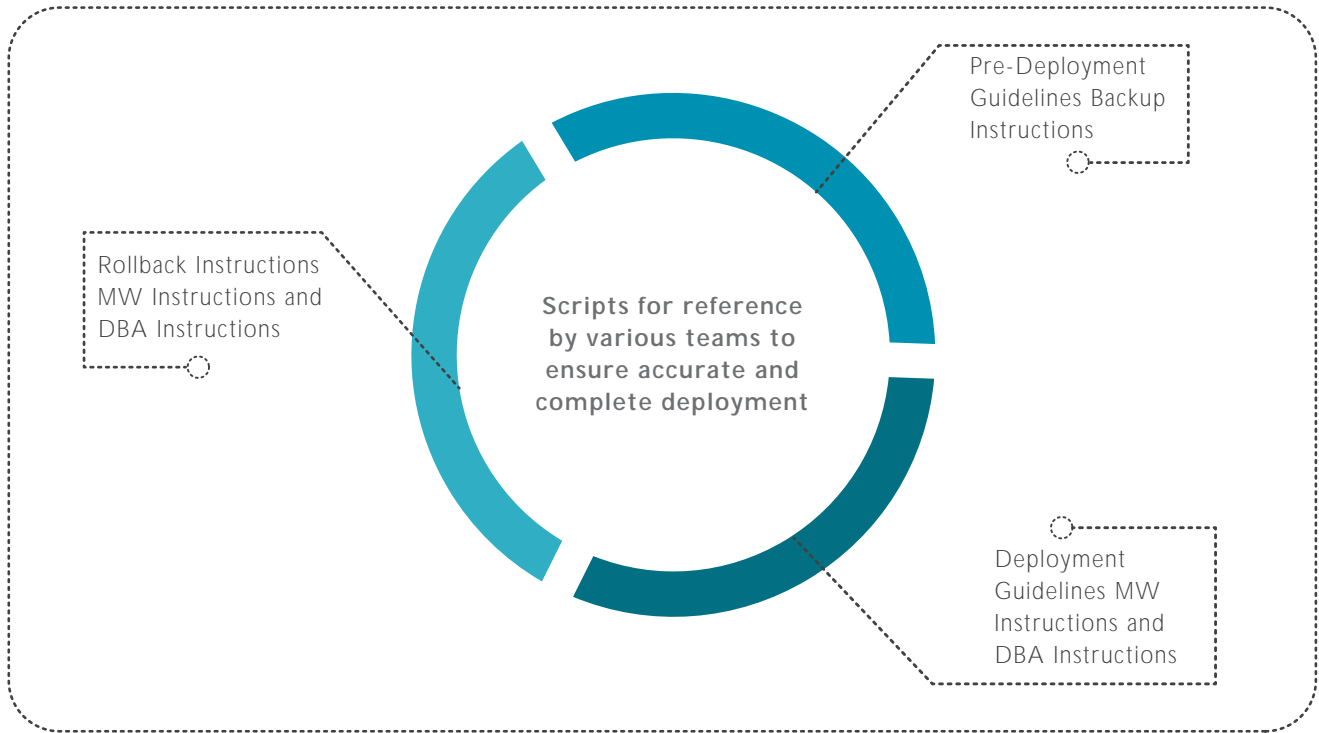 Pre-Deployment
Guidelines Backup
Instructions
Rollback Instructions
MW Instructions and
DBA Instructions
Scripts for reference
by various teams to
ensure accurate and
complete deployment
Deployment
Guidelines MW
Instructions and
DBA Instructions